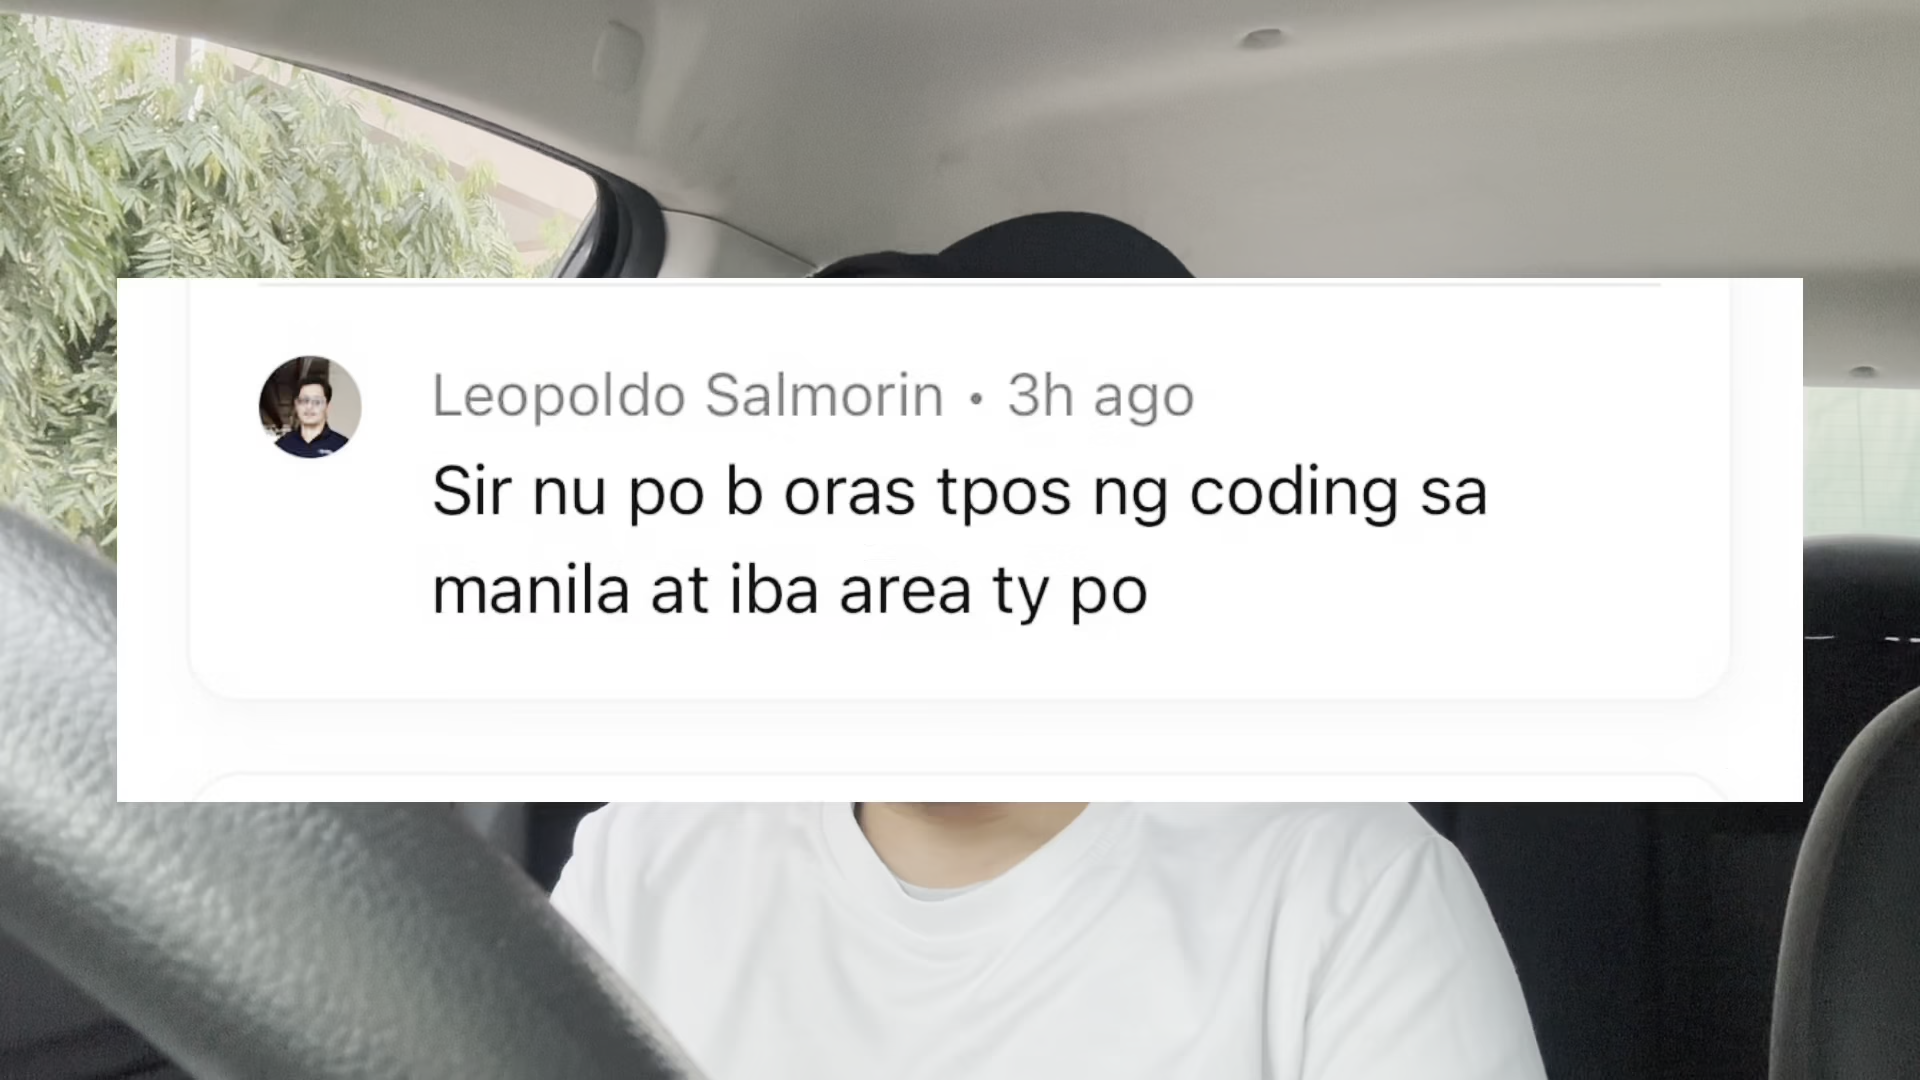 Leopoldo Salmorin • 3h ago
Sir nu po b oras tpos ng coding sa
manila at iba area ty po